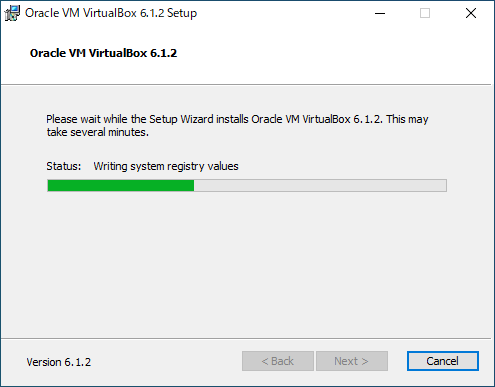 Oracle VM VirtualBox 6.1.2 Setup
Oracle VM VirtualBox 6.1.2
Please wait while the Setup Wizard installs Oracle VM VirtualBox 6.1.2. This may
take several minutes.
Status: Writing system registry values
Version 6.1.2 < Back Next > Cancel